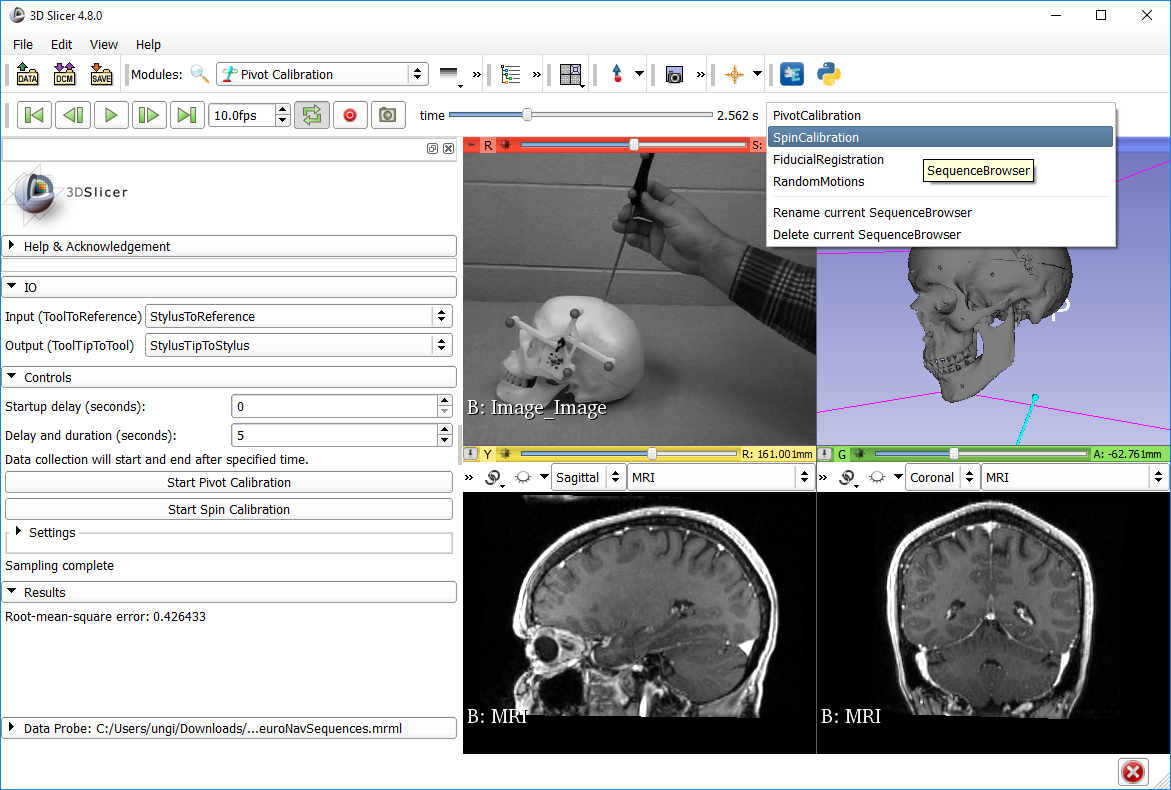 3D Slicer 4.8.0
File Edit View Help
DATA DCM SAVE Modules: Pivot Calibration » » »
10.0fps time 2.562 s
PivotCalibration
SpinCalibration
FiducialRegistration
RandomMotions
SequenceBrowser
Rename current SequenceBrowser
Delete current SequenceBrowser
R S:
3DSlicer
Help & Acknowledgement
IO
Input (ToolToReference) StylusToReference
Output (ToolTipToTool) StylusTipToStylus
Controls
Startup delay (seconds): 0
Delay and duration (seconds): 5
Data collection will start and end after specified time.
Start Pivot Calibration
Start Spin Calibration
Settings
Sampling complete
Results
Root-mean-square error: 0.426433
Data Probe: C:/Users/ungi/Downloads/...euroNavSequences.mrml
B: Image_Image
P
Y R: 161.001mm
G A: -62.761mm
» Sagittal MRI
» Coronal MRI
B: MRI
B: MRI